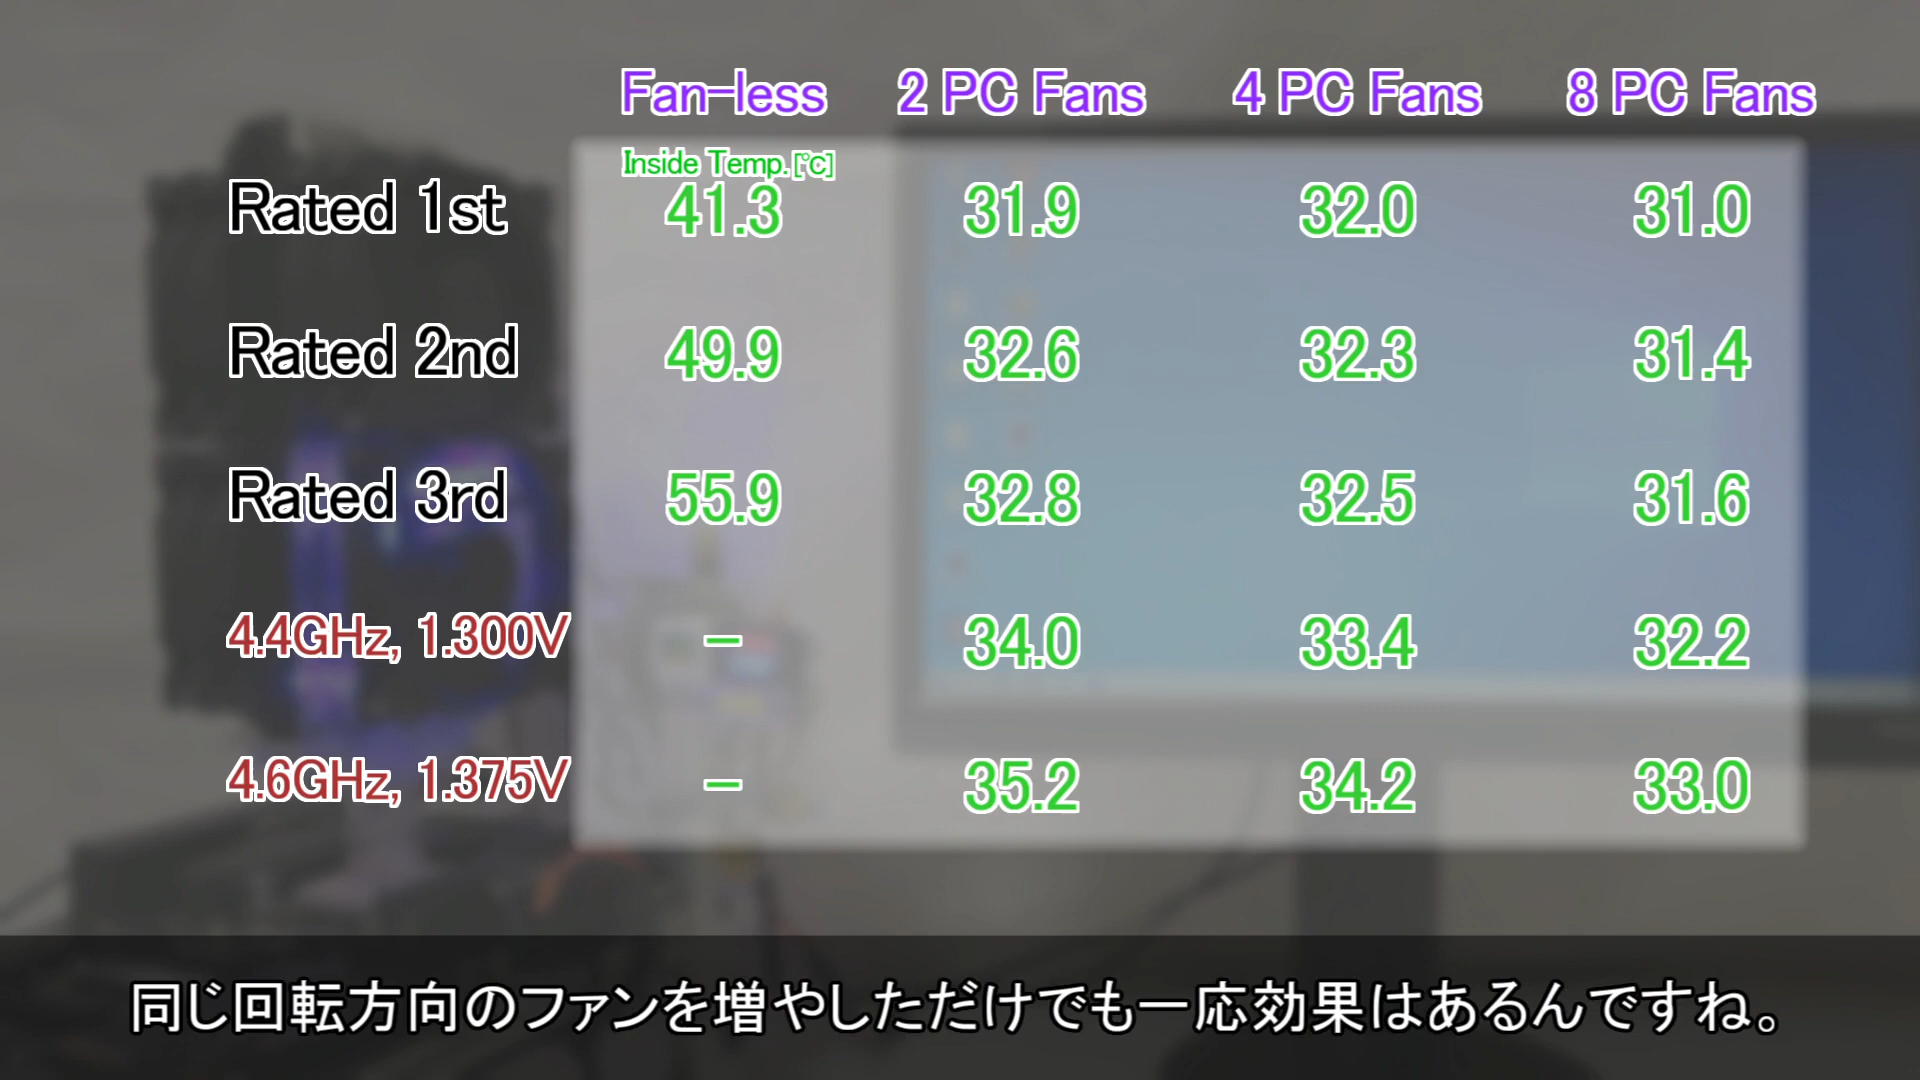 Fan-less 2 PC Fans 4 PC Fans 8 PC Fans
Inside Temp.[℃]
Rated 1st 41.3 31.9 32.0 31.0
Rated 2nd 49.9 32.6 32.3 31.4
Rated 3rd 55.9 32.8 32.5 31.6
4.4GHz, 1.300V - 34.0 33.4 32.2
4.6GHz, 1.375V - 35.2 34.2 33.0
同じ回転方向のファンを増やしただけでも一応効果はあるんですね。